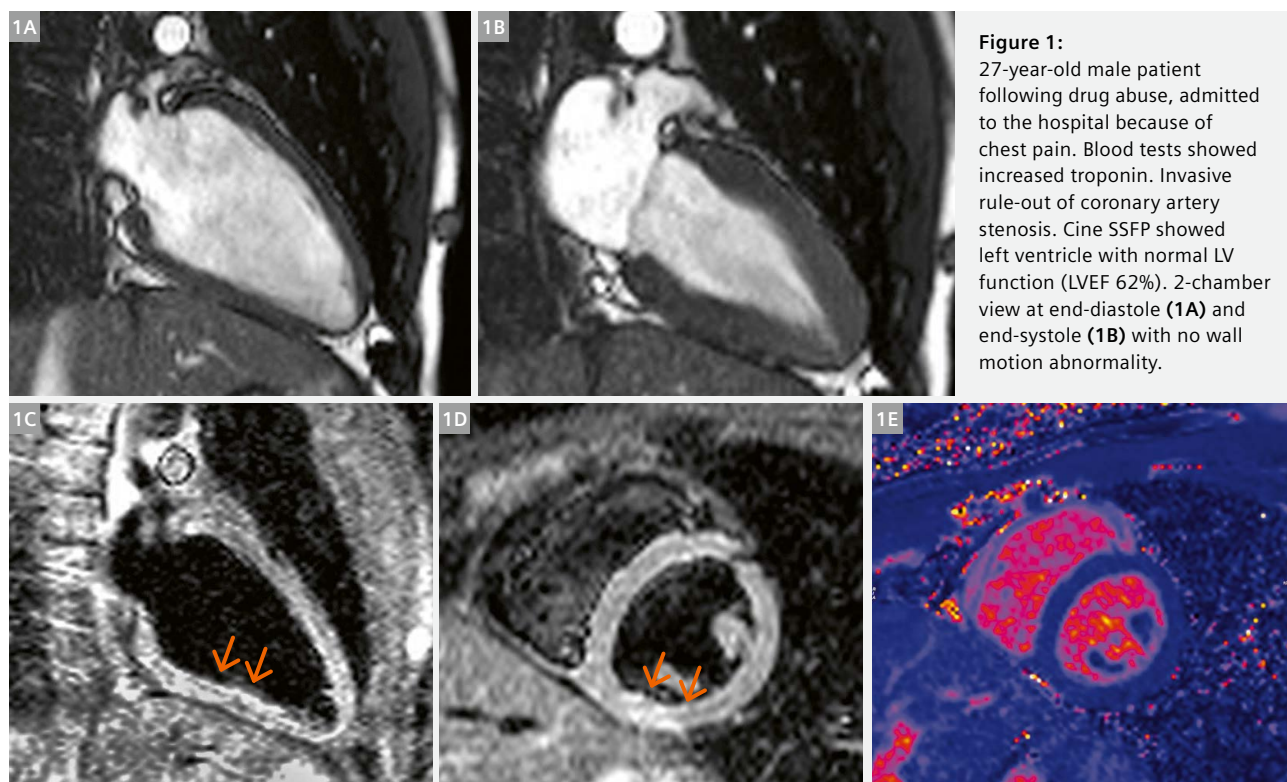 1A
1B
Figure 1:
27-year-old male patient
following drug abuse, admitted
to the hospital because of
chest pain. Blood tests showed
increased troponin. Invasive
rule-out of coronary artery
stenosis. Cine SSFP showed
left ventricle with normal LV
function (LVEF 62%). 2-chamber
view at end-diastole (1A) and
end-systole (1B) with no wall
motion abnormality.
1C
1D
1E